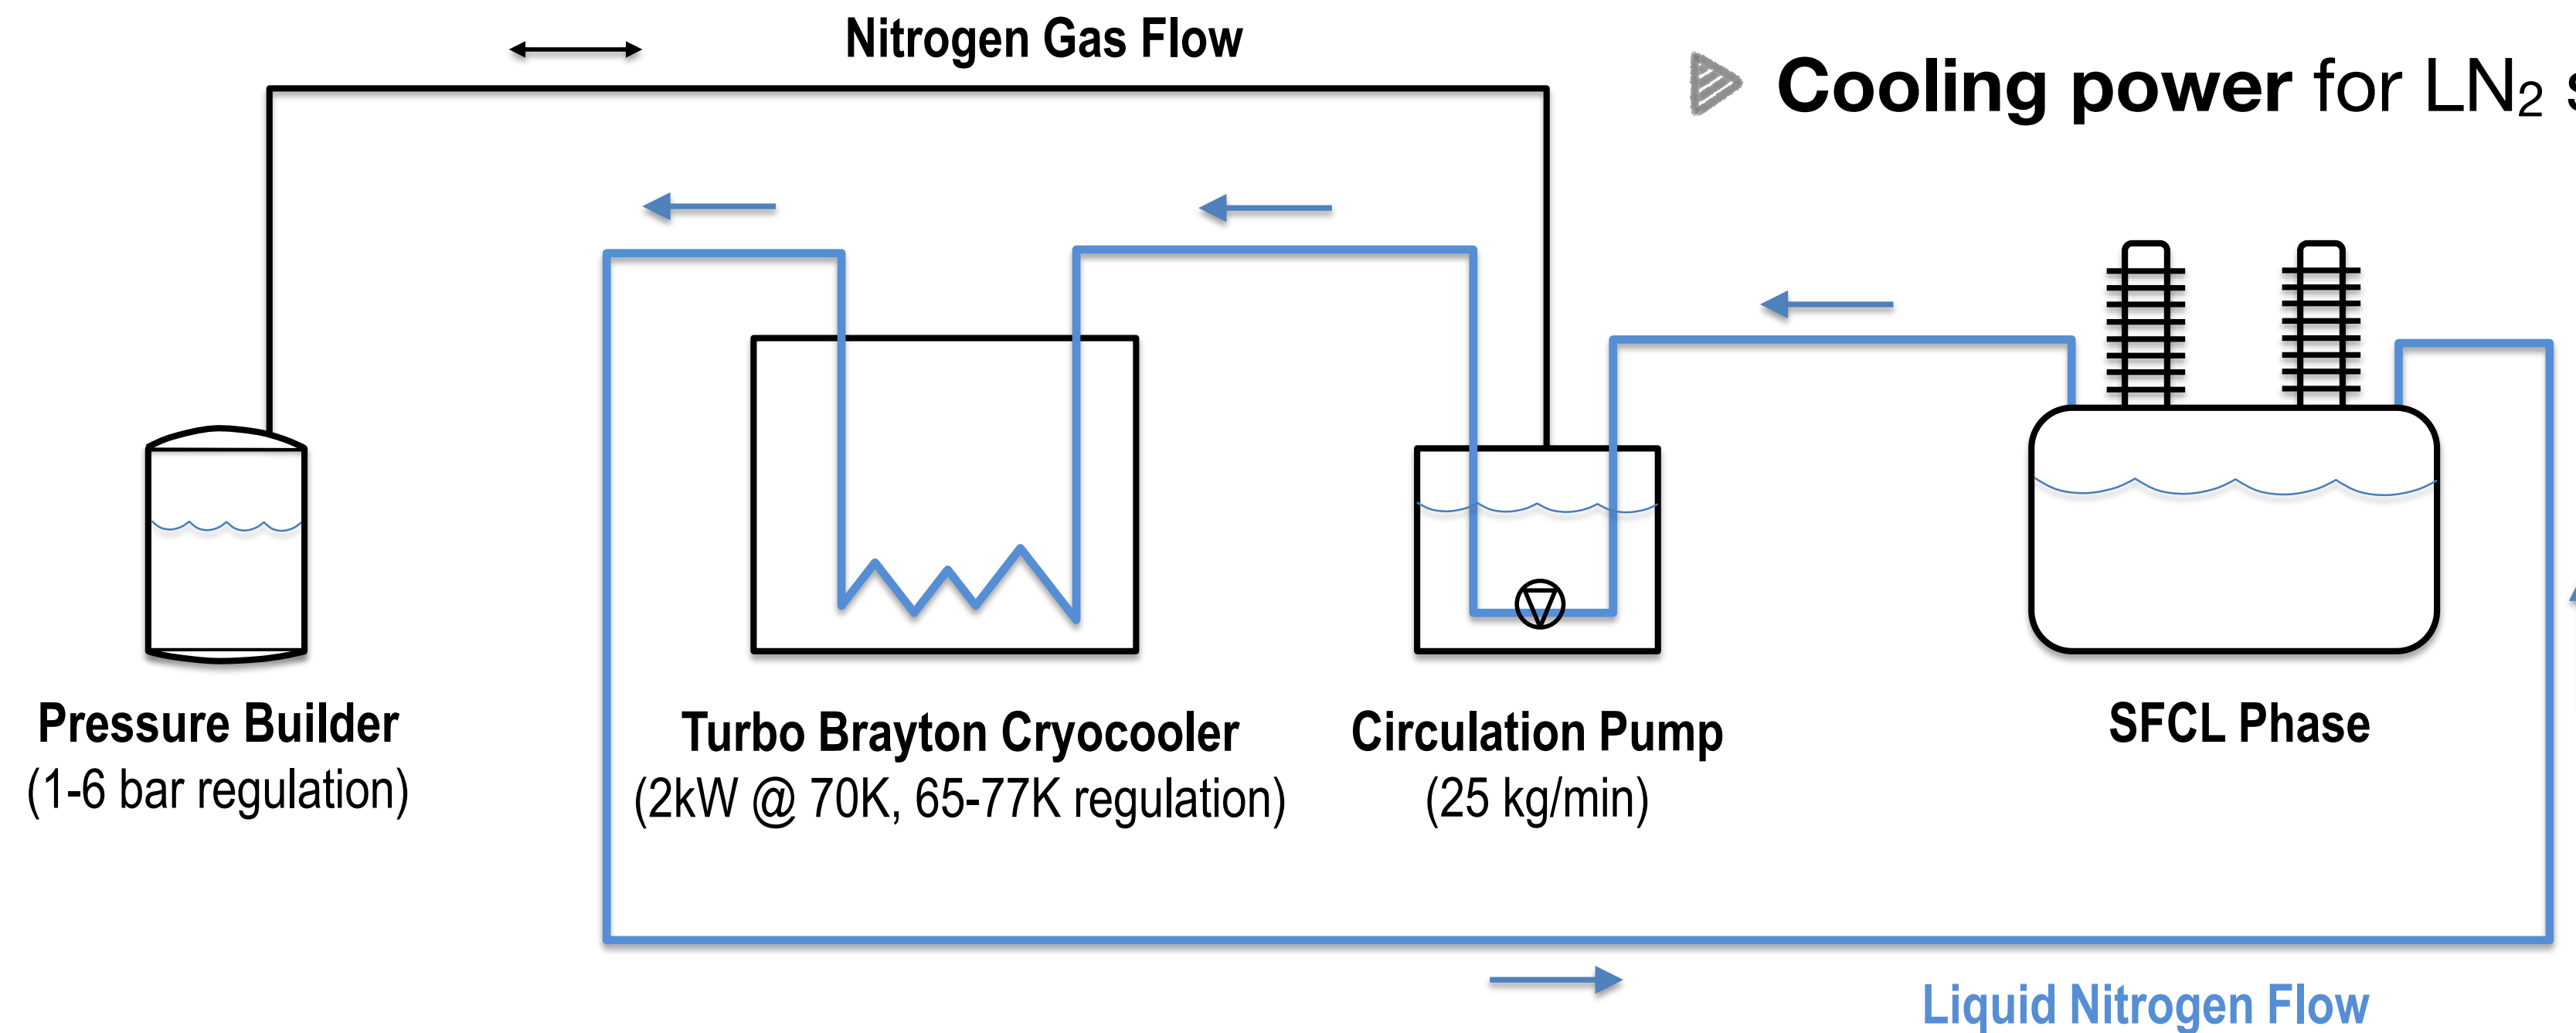 Nitrogen Gas Flow
Cooling power for LN₂
Pressure Builder
(1-6 bar regulation)
Turbo Brayton Cryocooler
(2kW @ 70K, 65-77K regulation)
Circulation Pump
(25 kg/min)
SFCL Phase
Liquid Nitrogen Flow